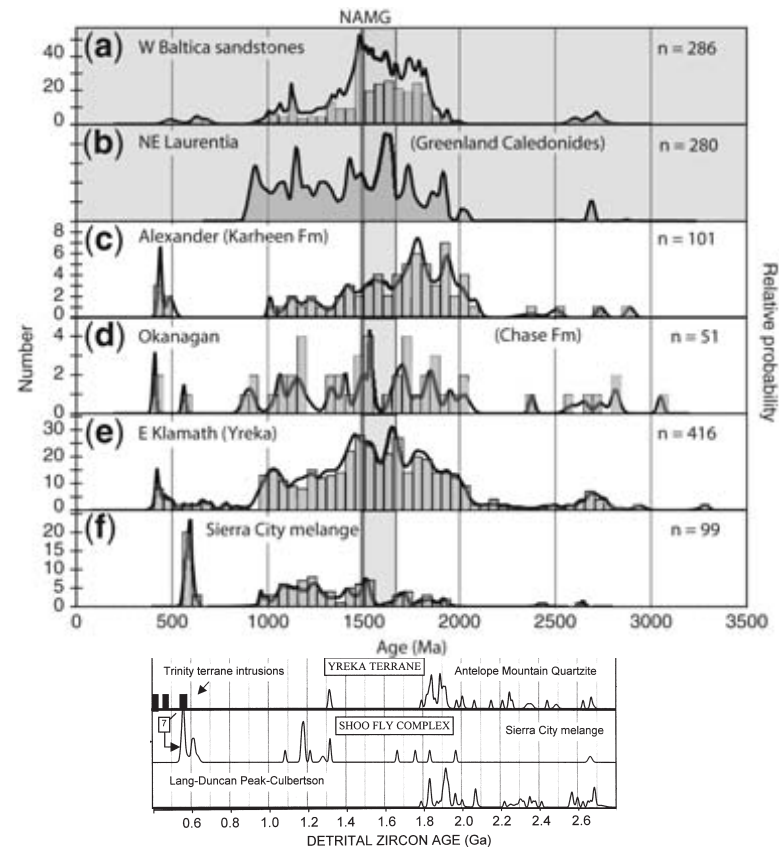 NAMG
(a) W Baltica sandstones n = 286
40
20
0
(b) NE Laurentia (Greenland Caledonides) n = 280
(c) Alexander (Karheen Fm) n = 101
8
6
4
2
0
(d) Okanagan (Chase Fm) n = 51
4
2
0
(e) E Klamath (Yreka) n = 416
30
20
10
0
(f) Sierra City melange n = 99
20
15
10
5
0
Number
Relative probability
0 500 1000 1500 2000 2500 3000 3500
Age (Ma)
YREKA TERRANE
Trinity terrane intrusions Antelope Mountain Quartzite
7
SHOO FLY COMPLEX
Sierra City melange
Lang-Duncan Peak-Culbertson
0.6 0.8 1.0 1.2 1.4 1.6 1.8 2.0 2.2 2.4 2.6
DETRITAL ZIRCON AGE (Ga)